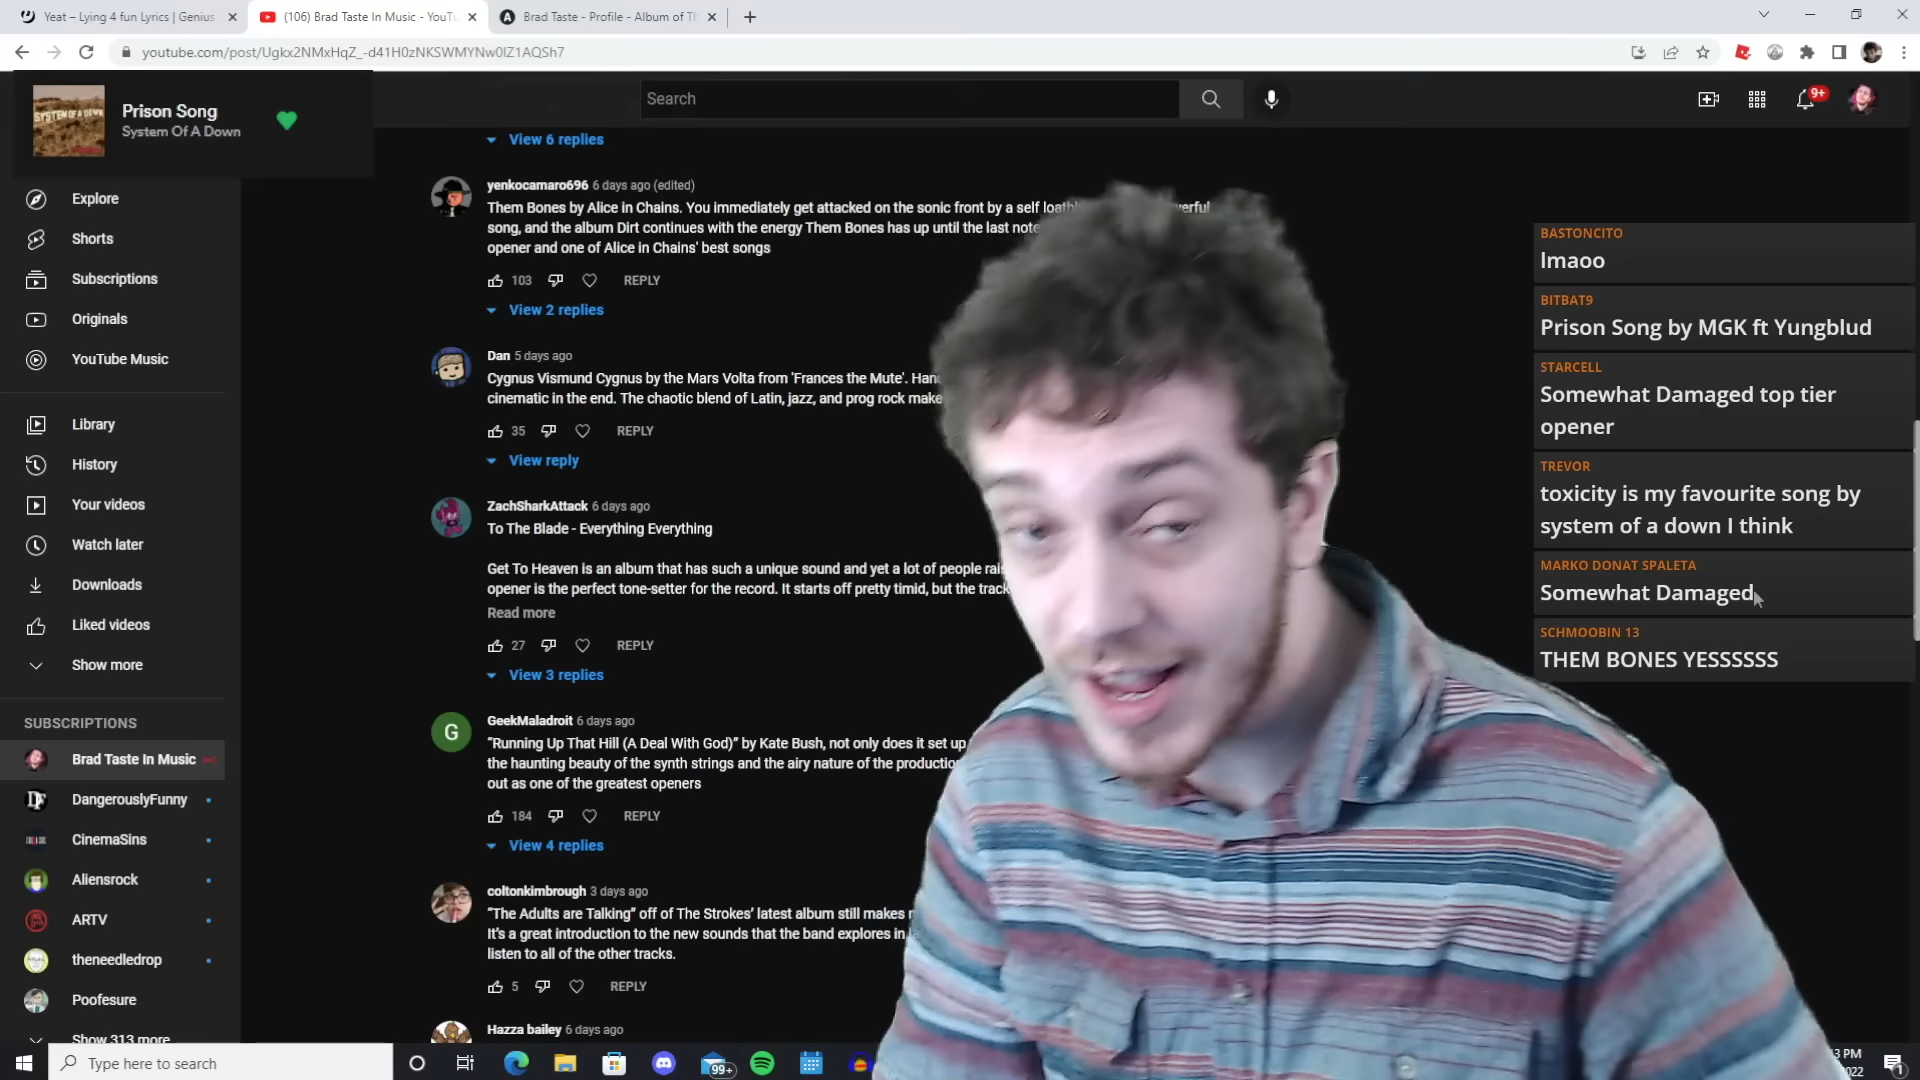 Yeat – Lying 4 fun Lyrics | Genius
(106) Brad Taste In Music - YouTu
Brad Taste - Profile - Album of Th
youtube.com/post/Ugkx2NMxHqZ_-d41H0zNKSWMYNw0IZ1AQSh7
SYSTEM OF A DOWN
Prison Song
System Of A Down
Search
9+
Explore
Shorts
Subscriptions
Originals
YouTube Music
Library
History
Your videos
Watch later
Downloads
Liked videos
Show more
SUBSCRIPTIONS
Brad Taste In Music
DangerouslyFunny
CinemaSins
Aliensrock
ARTV
theneedledrop
Poofesure
Show 313 more
View 6 replies
yenkocamaro696 6 days ago (edited)
Them Bones by Alice in Chains. You immediately get attacked on the sonic front by a self
song, and the album Dirt continues with the energy Them Bones has up until the last note
opener and one of Alice in Chains' best songs
103 REPLY
View 2 replies
Dan 5 days ago
Cygnus Vismund Cygnus by the Mars Volta from 'Frances the Mute'.
cinematic in the end. The chaotic blend of Latin, jazz, and prog rock make
35 REPLY
View reply
ZachSharkAttack 6 days ago
To The Blade - Everything Everything
Get To Heaven is an album that has such a unique sound and yet a lot of people
opener is the perfect tone-setter for the record. It starts off pretty timid, but the track
Read more
27 REPLY
View 3 replies
G
GeekMaladroit 6 days ago
“Running Up That Hill (A Deal With God)” by Kate Bush, not only does it set up
the haunting beauty of the synth strings and the airy nature of the production
out as one of the greatest openers
184 REPLY
View 4 replies
coltonkimbrough 3 days ago
“The Adults are Talking” off of The Strokes’ latest album still makes
It’s a great introduction to the new sounds that the band explores in
listen to all of the other tracks.
5 REPLY
Hazza bailey 6 days ago
BASTONCITO
lmaoo
BITBAT9
Prison Song by MGK ft Yungblud
STARCELL
Somewhat Damaged top tier
opener
TREVOR
toxicity is my favourite song by
system of a down I think
MARKO DONAT SPALETA
Somewhat Damaged
SCHMOOBIN 13
THEM BONES YESSSSSS
Type here to search
99+
3 PM
2022
1